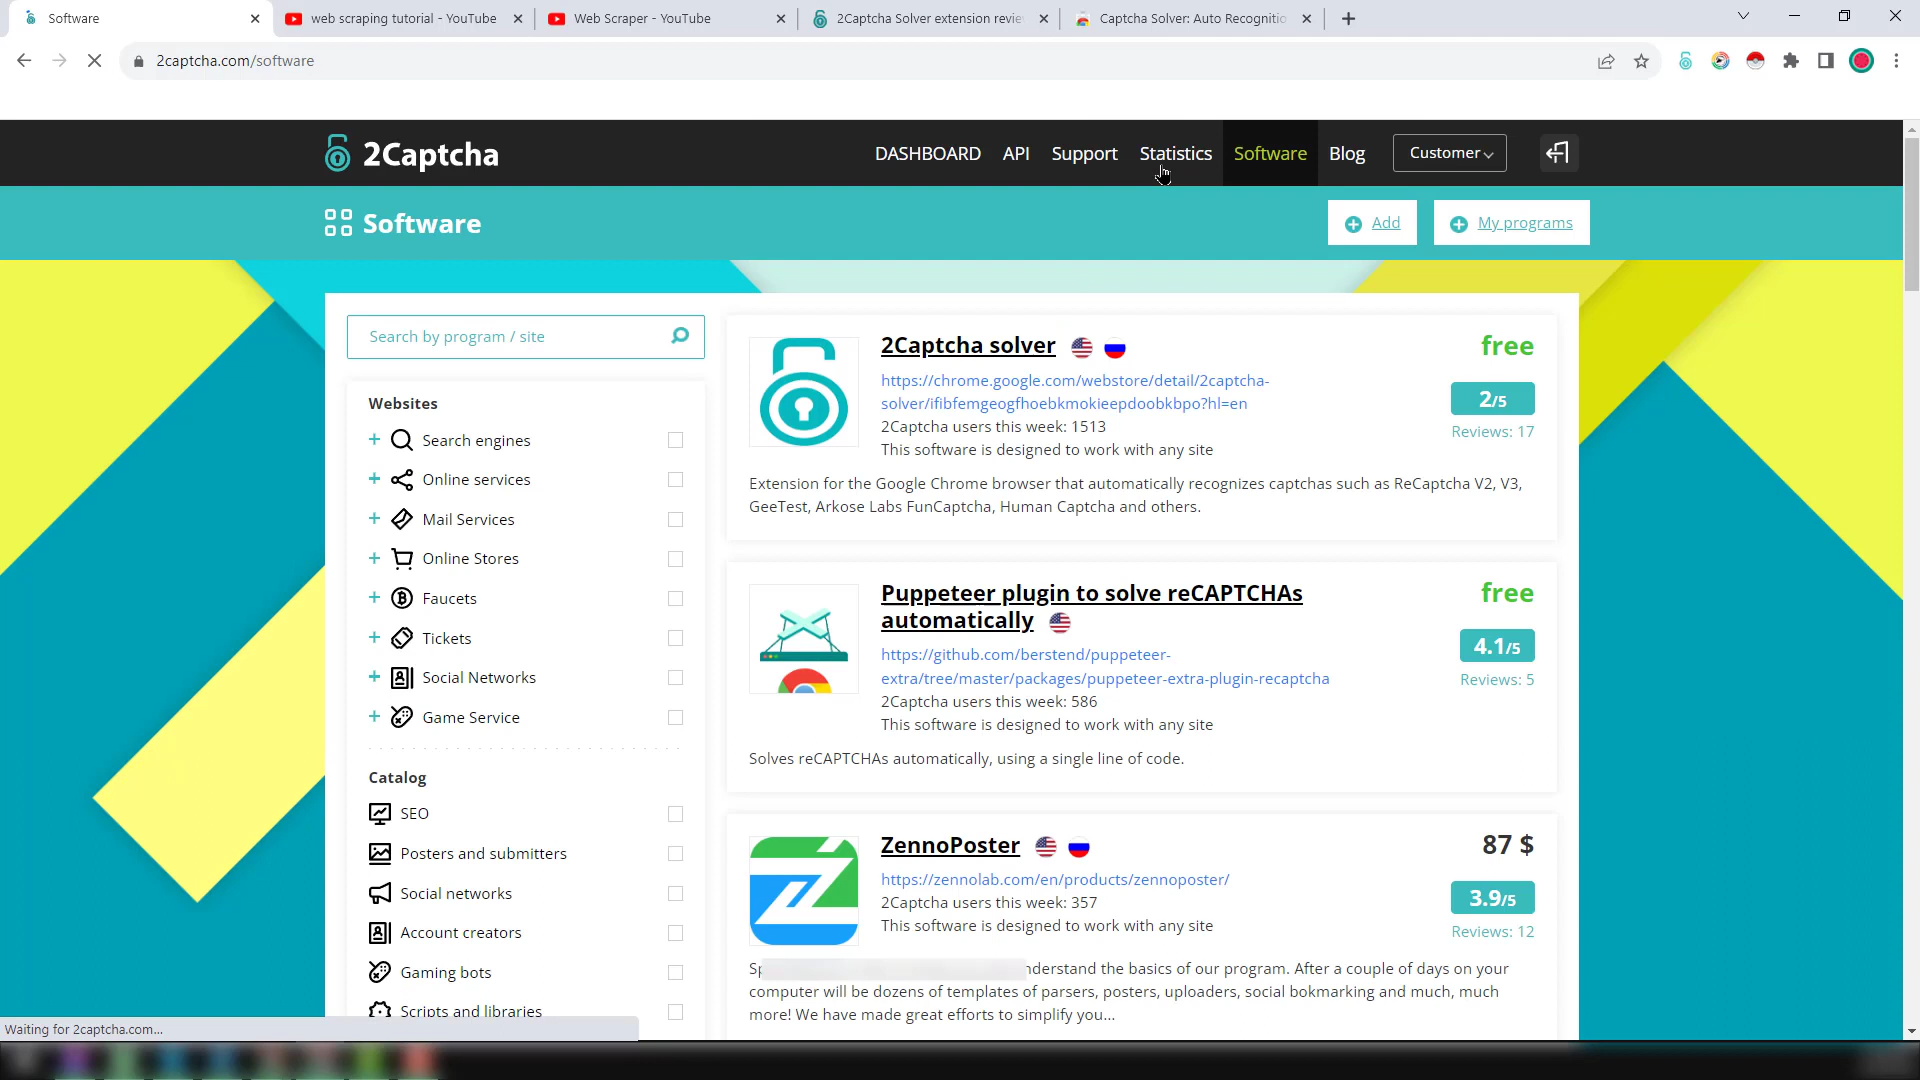 Software
web scraping tutorial - YouTube
Web Scraper - YouTube
2Captcha Solver extension revie
Captcha Solver: Auto Recognitio
2captcha.com/software
2Captcha
DASHBOARD
API
Support
Statistics
Software
Blog
Customer
Software
Add
My programs
Search by program / site
Websites
Search engines
Online services
Mail Services
Online Stores
Faucets
Tickets
Social Networks
Game Service
Catalog
SEO
Posters and submitters
Social networks
Account creators
Gaming bots
Scripts and libraries
2Captcha solver
free
https://chrome.google.com/webstore/detail/2captcha-
solver/ifibfemgeogfhoebkmokieepdoobkbpo?hl=en
2/5
2Captcha users this week: 1513
Reviews: 17
This software is designed to work with any site
Extension for the Google Chrome browser that automatically recognizes captchas such as ReCaptcha V2, V3,
GeeTest, Arkose Labs FunCaptcha, Human Captcha and others.
Puppeteer plugin to solve reCAPTCHAs
automatically
free
https://github.com/berstend/puppeteer-
extra/tree/master/packages/puppeteer-extra-plugin-recaptcha
4.1/5
Reviews: 5
2Captcha users this week: 586
This software is designed to work with any site
Solves reCAPTCHAs automatically, using a single line of code.
ZennoPoster
87 $
https://zennolab.com/en/products/zennoposter/
3.9/5
2Captcha users this week: 357
This software is designed to work with any site
Reviews: 12
the basics of our program. After a couple of days on your
computer will be dozens of templates of parsers, posters, uploaders, social bokmarking and much, much
more! We have made great efforts to simplify you...
Waiting for 2captcha.com...